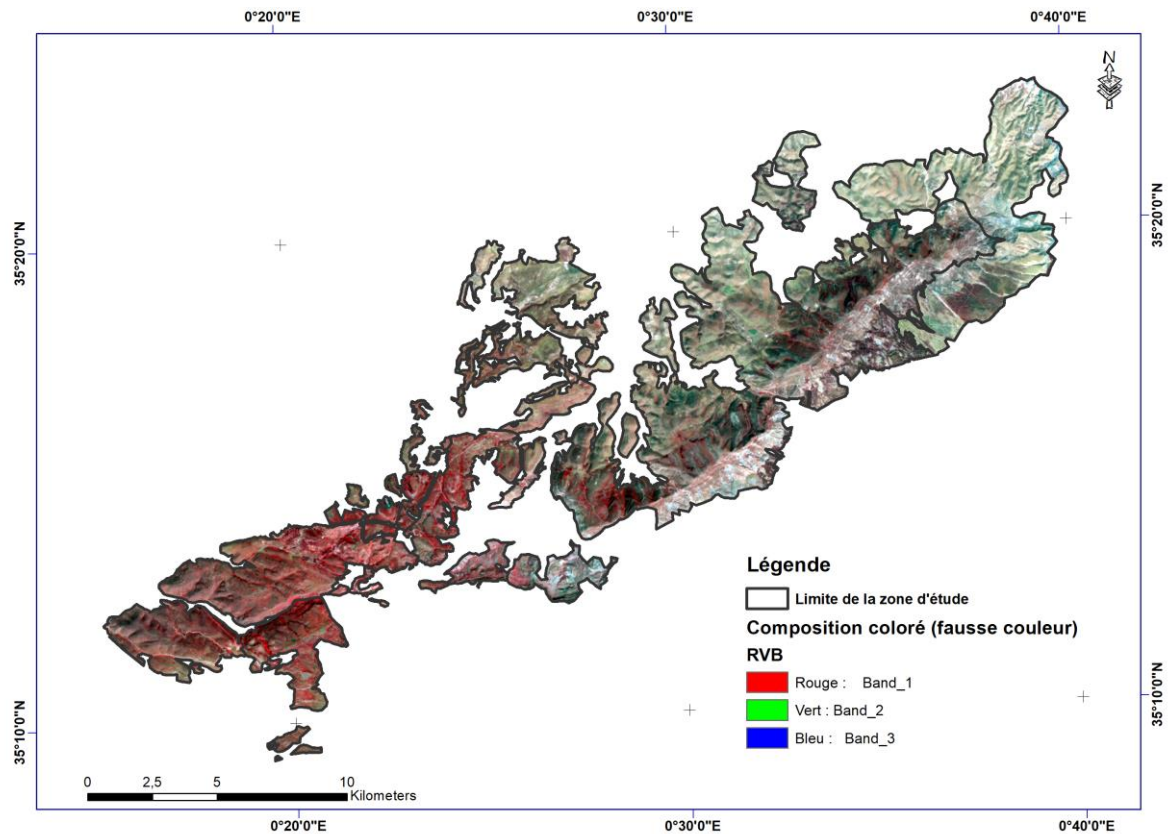 0°20'0"E
0°30'0"E
0°40'0"E
N
35°20'0"N
35°20'0"N
35°10'0"N
35°10'0"N
Légende
Limite de la zone d'étude
Composition coloré (fausse couleur)
RVB
Rouge : Band_1
Vert : Band_2
Bleu : Band_3
0 2,5 5 10
Kilometers
0°20'0"E
0°30'0"E
0°40'0"E